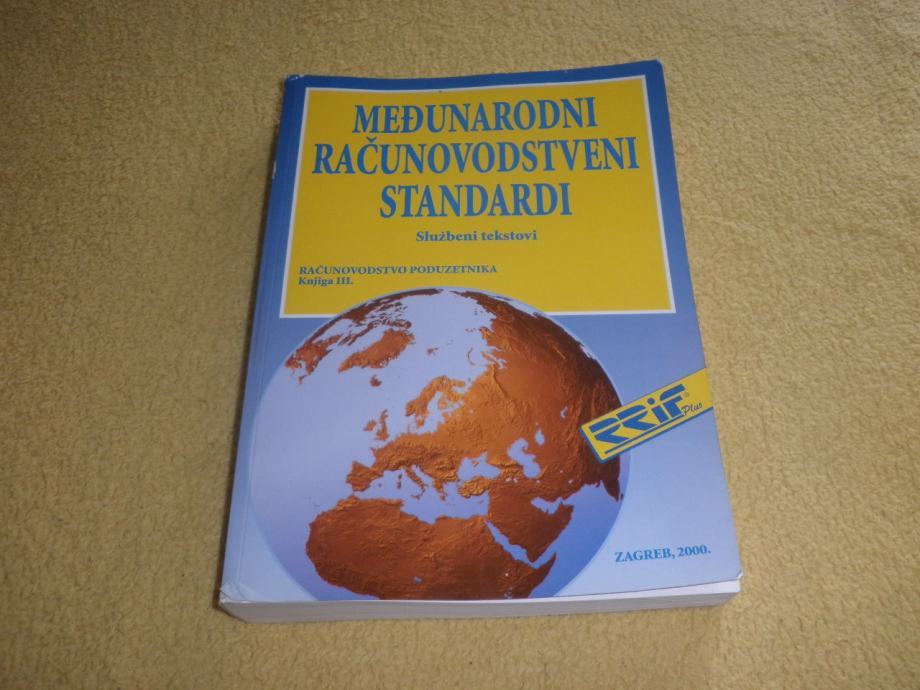 MEĐUNARODNI
RAČUNOVODSTVENI
STANDARDI
Službeni tekstovi
RAČUNOVODSTVO PODUZETNIKA
Knjiga III.
RRiF® Plus
ZAGREB, 2000.